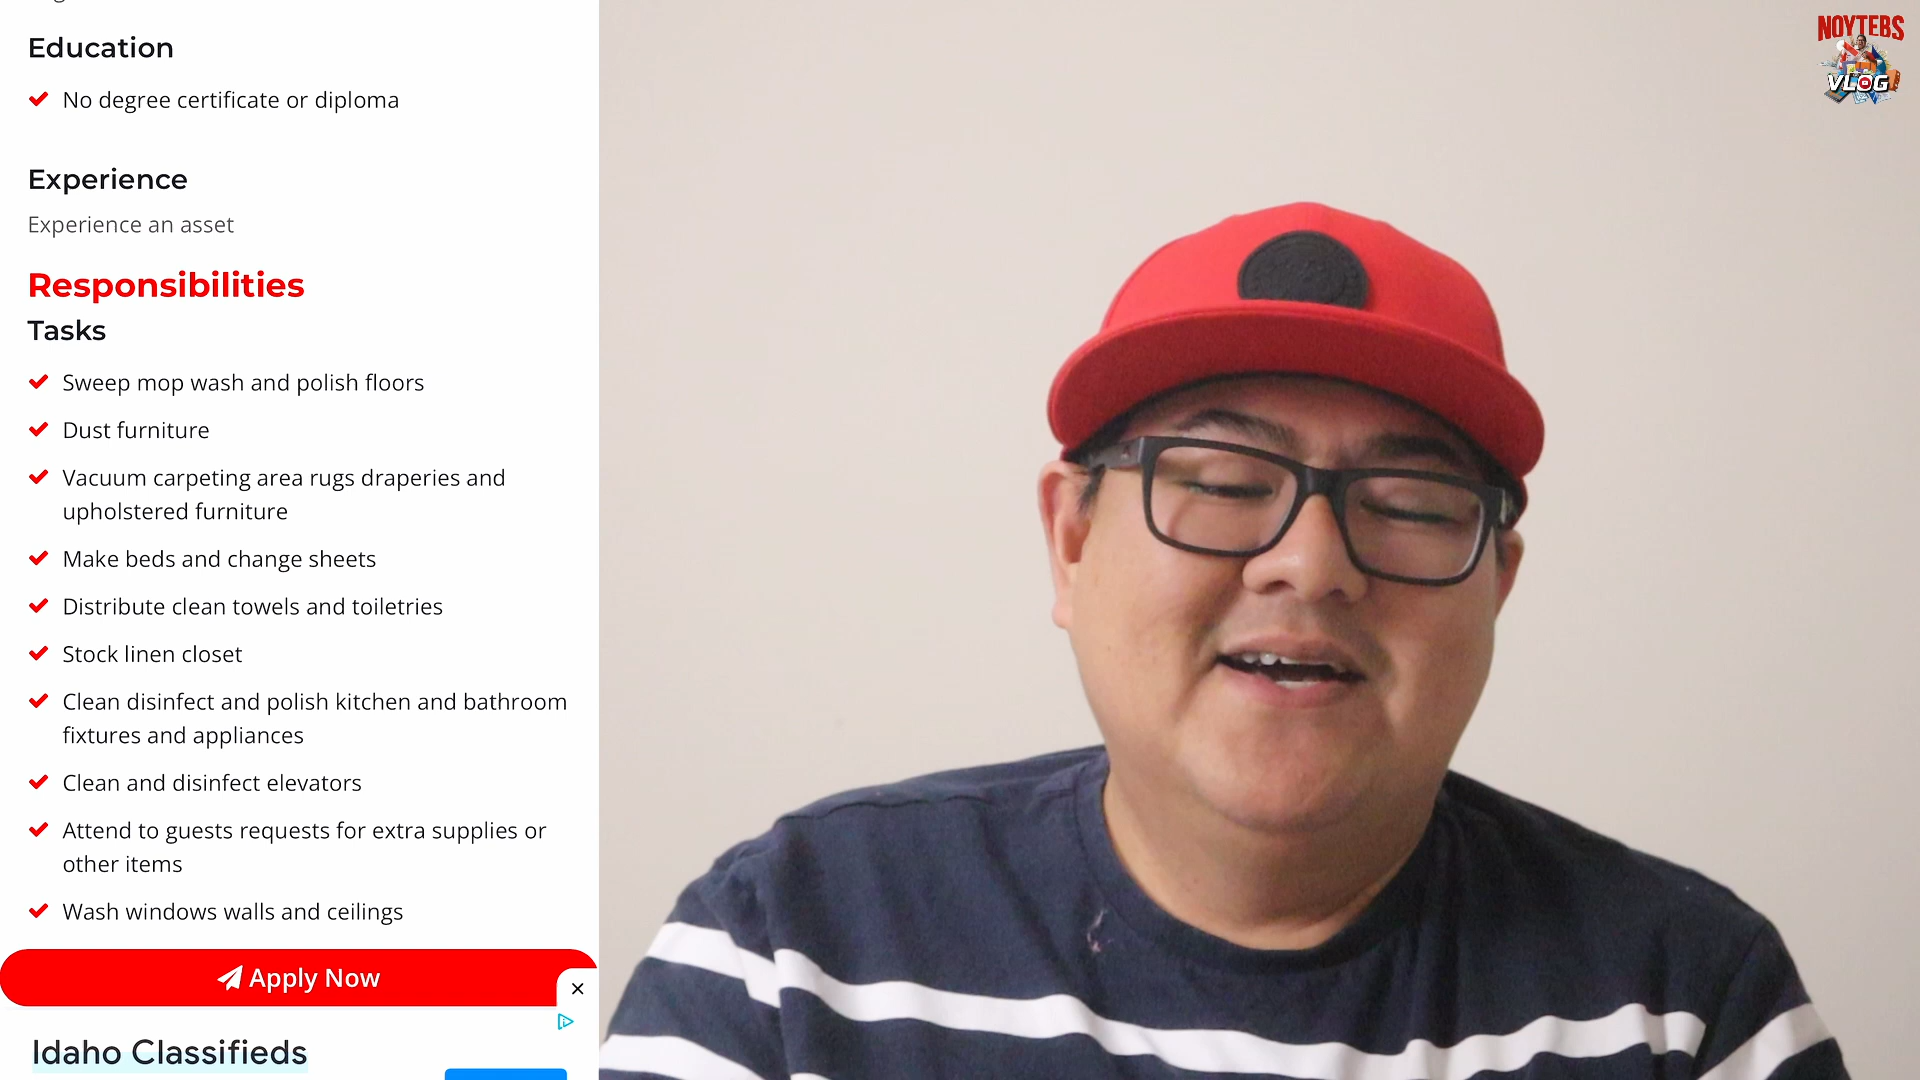 Education
No degree certificate or diploma
Experience
Experience an asset
Responsibilities
Tasks
Sweep mop wash and polish floors
Dust furniture
Vacuum carpeting area rugs draperies and
upholstered furniture
Make beds and change sheets
Distribute clean towels and toiletries
Stock linen closet
Clean disinfect and polish kitchen and bathroom
fixtures and appliances
Clean and disinfect elevators
Attend to guests requests for extra supplies or
other items
Wash windows walls and ceilings
Apply Now
Idaho Classifieds
NOYTEBS
VLOG